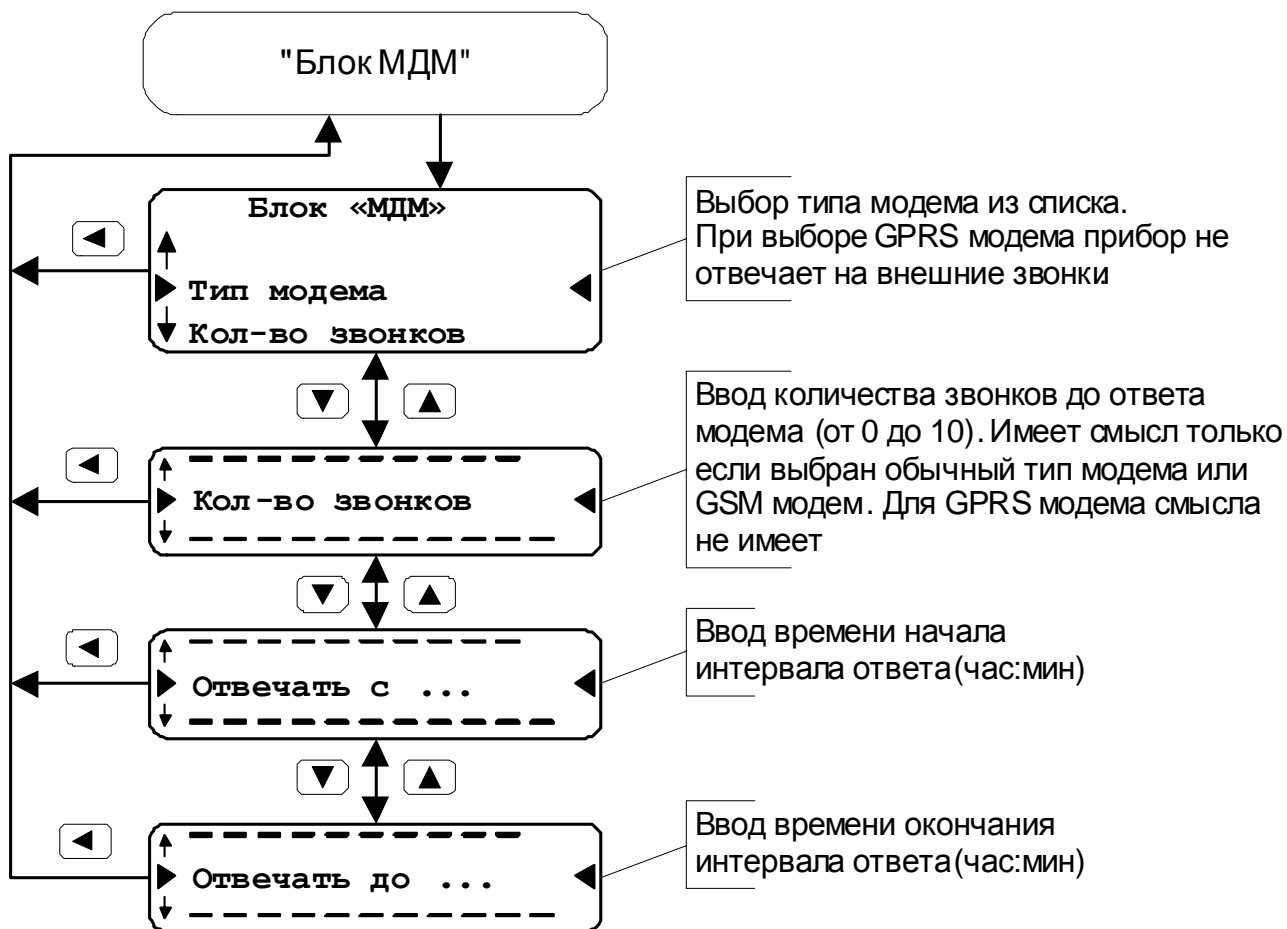 "Блок МДМ"
Блок «МДМ»
Тип модема
Кол-во звонков
Выбор типа модема из списка.
При выборе GPRS модема прибор не
отвечает на внешние звонки
Кол-во звонков
Ввод количества звонков до ответа
модема (от 0 до 10). Имеет смысл только
если выбран обычный тип модема или
GSM модем. Для GPRS модема смысла
не имеет
Отвечать с ...
Ввод времени начала
интервала ответа (час:мин)
Отвечать до ...
Ввод времени окончания
интервала ответа (час:мин)